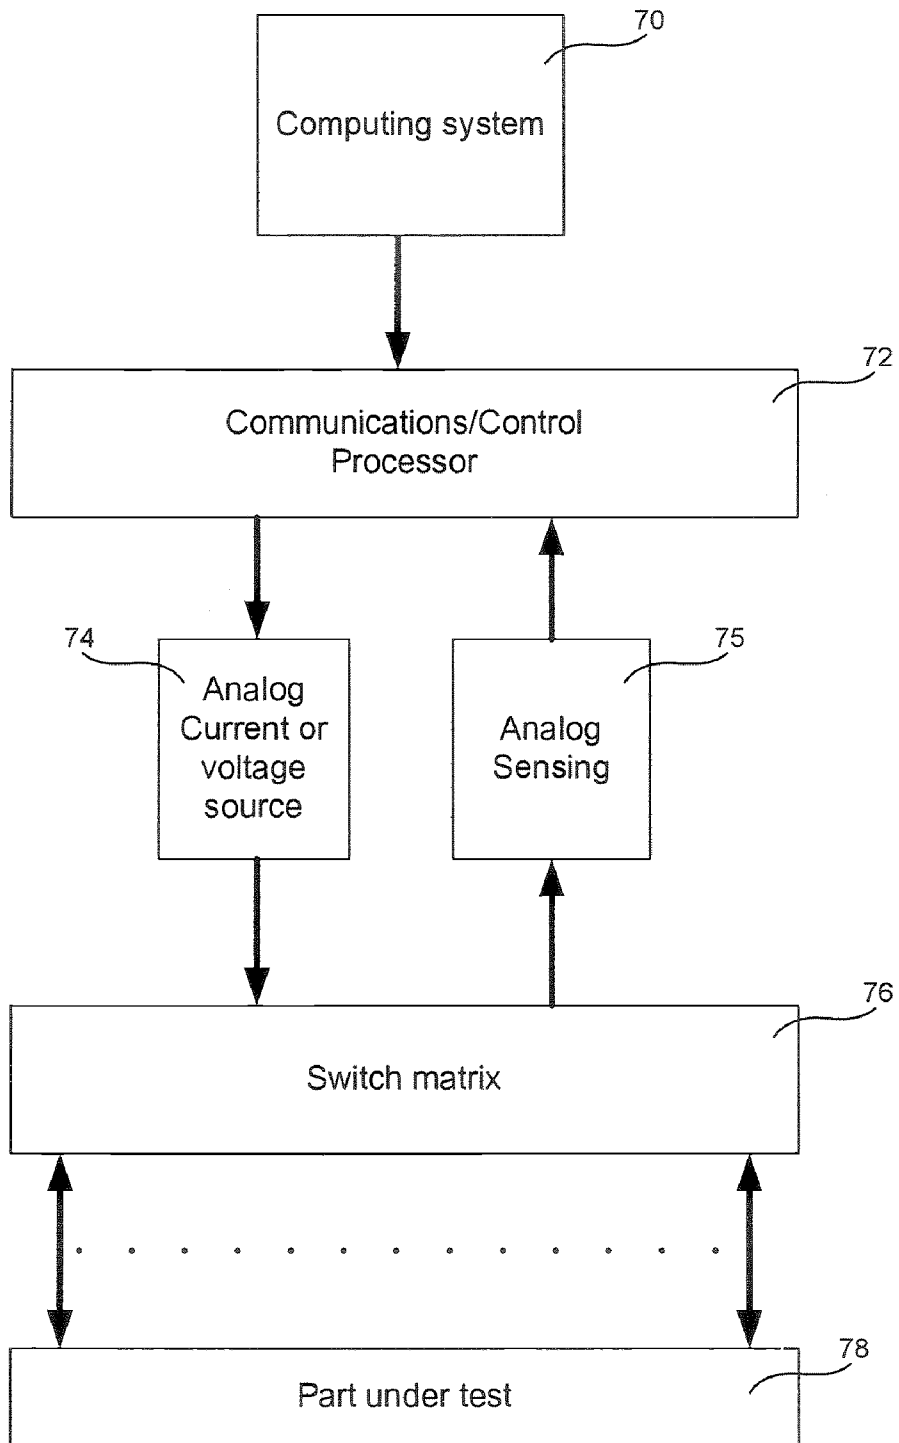 70
Computing system
72
Communications/Control
Processor
74
Analog
Current or
voltage
source
75
Analog
Sensing
76
Switch matrix
78
Part under test